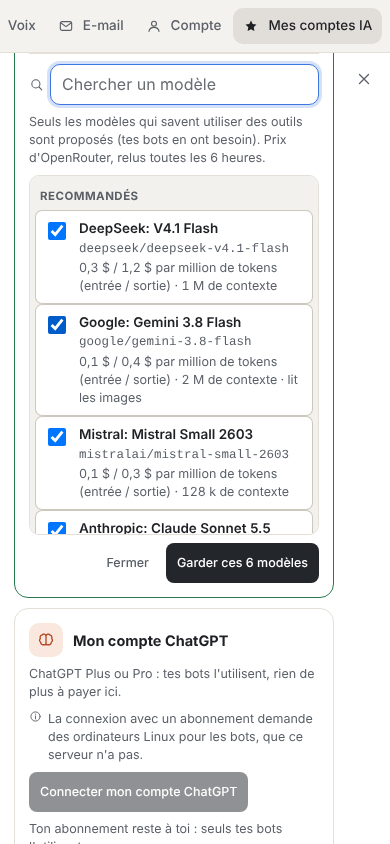 Voix E-mail Compte Mes comptes IA
Chercher un modèle
Seuls les modèles qui savent utiliser des outils
sont proposés (tes bots en ont besoin). Prix
d'OpenRouter, relus toutes les 6 heures.
RECOMMANDÉS
DeepSeek: V4.1 Flash
deepseek/deepseek-v4.1-flash
0,3 $ / 1,2 $ par million de tokens
(entrée / sortie) · 1 M de contexte
Google: Gemini 3.8 Flash
google/gemini-3.8-flash
0,1 $ / 0,4 $ par million de tokens
(entrée / sortie) · 2 M de contexte · lit
les images
Mistral: Mistral Small 2603
mistralai/mistral-small-2603
0,1 $ / 0,3 $ par million de tokens
(entrée / sortie) · 128 k de contexte
Anthropic: Claude Sonnet 5.5
Fermer Garder ces 6 modèles
Mon compte ChatGPT
ChatGPT Plus ou Pro : tes bots l'utilisent, rien de
plus à payer ici.
La connexion avec un abonnement demande
des ordinateurs Linux pour les bots, que ce
serveur n'a pas.
Connecter mon compte ChatGPT
Ton abonnement reste à toi : seuls tes bots